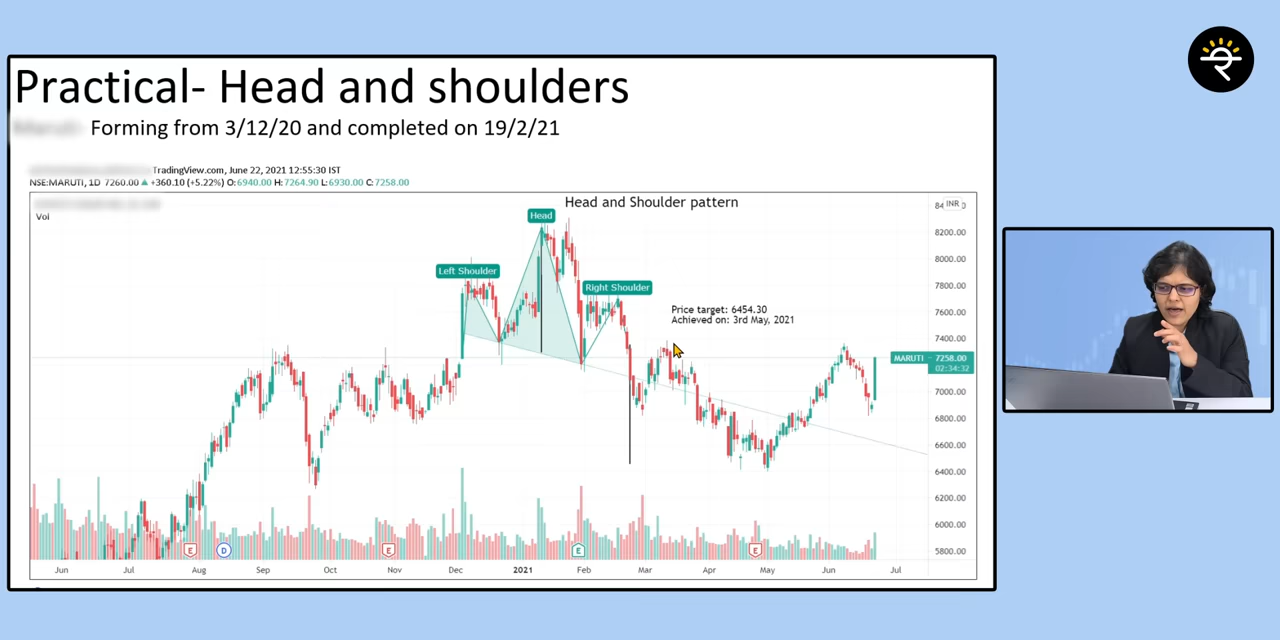 Practical- Head and shoulders
Forming from 3/12/20 and completed on 19/2/21
TradingView.com, June 22, 2021 12:55:30 IST
NSE:MARUTI, 1D 7260.00 ▲ +360.10 (+5.22%) O:6940.00 H:7264.90 L:6930.00 C:7258.00
Vol
Head and Shoulder pattern
INR
Head
Left Shoulder
Right Shoulder
Price target: 6454.30
Achieved on: 3rd May, 2021
8200.00
8000.00
7800.00
7600.00
7400.00
MARUTI 7258.00
02:34:32
7000.00
6800.00
6600.00
6400.00
6200.00
6000.00
5800.00
E D E E E
Jun Jul Aug Sep Oct Nov Dec 2021 Feb Mar Apr May Jun Jul